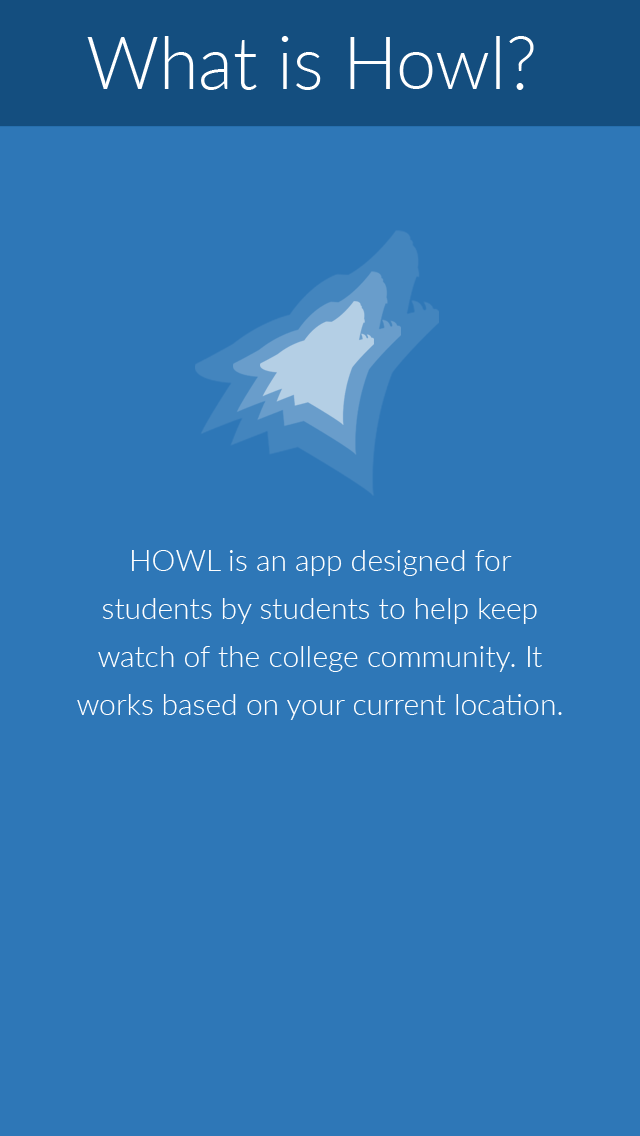 What is Howl?
HOWL is an app designed for
students by students to help keep
watch of the college community. It
works based on your current location.